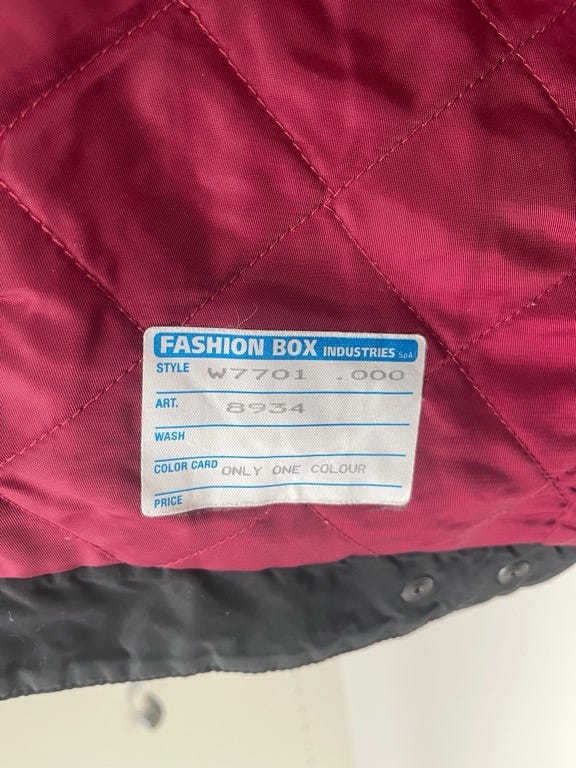 FASHION BOX INDUSTRIES SpA
STYLE W7701 .000
ART. 8934
WASH
COLOR CARD ONLY ONE COLOUR
PRICE